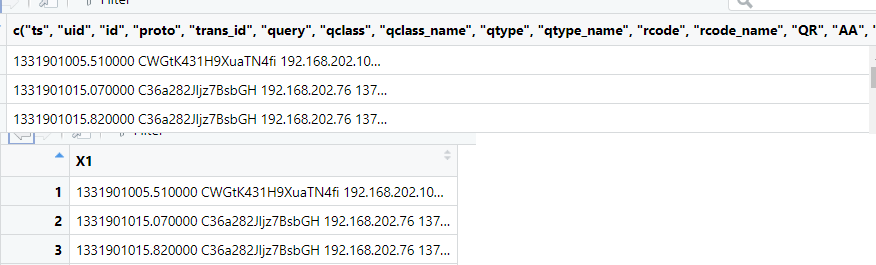 Filter
c("ts", "uid", "id", "proto", "trans_id", "query", "qclass", "qclass_name", "qtype", "qtype_name", "rcode", "rcode_name", "QR", "AA", "
1331901005.510000 CWGtK431H9XuaTN4fi 192.168.202.10...
1331901015.070000 C36a282Jljz7BsbGH 192.168.202.76 137...
1331901015.820000 C36a282Jljz7BsbGH 192.168.202.76 137...
Filter
X1
1 1331901005.510000 CWGtK431H9XuaTN4fi 192.168.202.10...
2 1331901015.070000 C36a282Jljz7BsbGH 192.168.202.76 137...
3 1331901015.820000 C36a282Jljz7BsbGH 192.168.202.76 137...